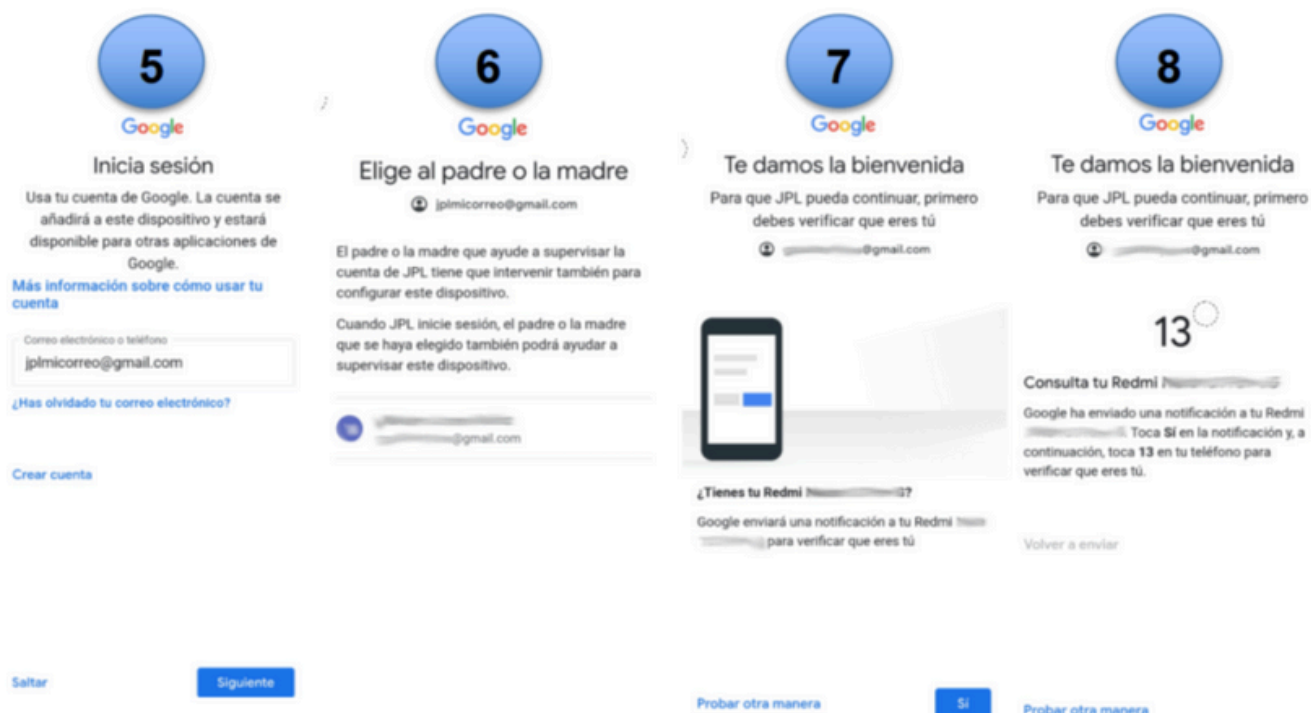 5
Google
Inicia sesión
Usa tu cuenta de Google. La cuenta se
añadirá a este dispositivo y estará
disponible para otras aplicaciones de
Google.
Más información sobre cómo usar tu
cuenta
Correo electrónico o teléfono
jplmicorreo@gmail.com
¿Has olvidado tu correo electrónico?
Crear cuenta
Saltar
Siguiente
6
Google
Elige al padre o la madre
jplmicorreo@gmail.com
El padre o la madre que ayude a supervisar la
cuenta de JPL tiene que intervenir también para
configurar este dispositivo.
Cuando JPL inicie sesión, el padre o la madre
que se haya elegido también podrá ayudar a
supervisar este dispositivo.
@gmail.com
7
Google
Te damos la bienvenida
Para que JPL pueda continuar, primero
debes verificar que eres tú
@gmail.com
¿Tienes tu Redmi ?
Google enviará una notificación a tu Redmi
para verificar que eres tú
Probar otra manera
Sí
8
Google
Te damos la bienvenida
Para que JPL pueda continuar, primero
debes verificar que eres tú
@gmail.com
13
Consulta tu Redmi
Google ha enviado una notificación a tu Redmi
. Toca Sí en la notificación y, a
continuación, toca 13 en tu teléfono para
verificar que eres tú.
Volver a enviar
Probar otra manera